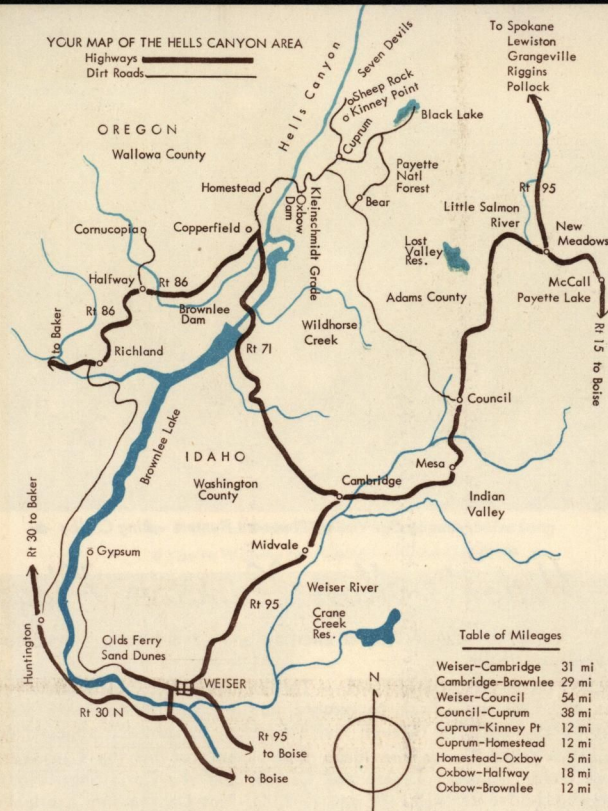 YOUR MAP OF THE HELLS CANYON AREA
Highways
Dirt Roads
To Spokane
Lewiston
Grangeville
Riggins
Pollock
Hells Canyon
Seven Devils
Sheep Rock
Kinney Point
Black Lake
Cuprum
OREGON
Wallowa County
Payette
Natl
Forest
Homestead
Oxbow
Dam
Kleinschmidt Grade
Bear
Rt 95
Little Salmon
River
New
Meadows
Cornucopia
Copperfield
Lost
Valley
Res.
McCall
Payette Lake
Halfway
Rt 86
Adams County
Rt 86
Brownlee
Dam
Wildhorse
Creek
to Baker
Richland
Rt 71
Rt 15 to Boise
Council
Brownlee Lake
IDAHO
Washington
County
Mesa
Cambridge
Indian
Valley
Rt 30 to Baker
Gypsum
Midvale
Weiser River
Rt 95
Crane
Creek
Res.
Huntington
Olds Ferry
Sand Dunes
WEISER
Rt 30 N
Rt 95
to Boise
to Boise
N
Table of Mileages
Weiser-Cambridge 31 mi
Cambridge-Brownlee 29 mi
Weiser-Council 54 mi
Council-Cuprum 38 mi
Cuprum-Kinney Pt 12 mi
Cuprum-Homestead 12 mi
Homestead-Oxbow 5 mi
Oxbow-Halfway 18 mi
Oxbow-Brownlee 12 mi